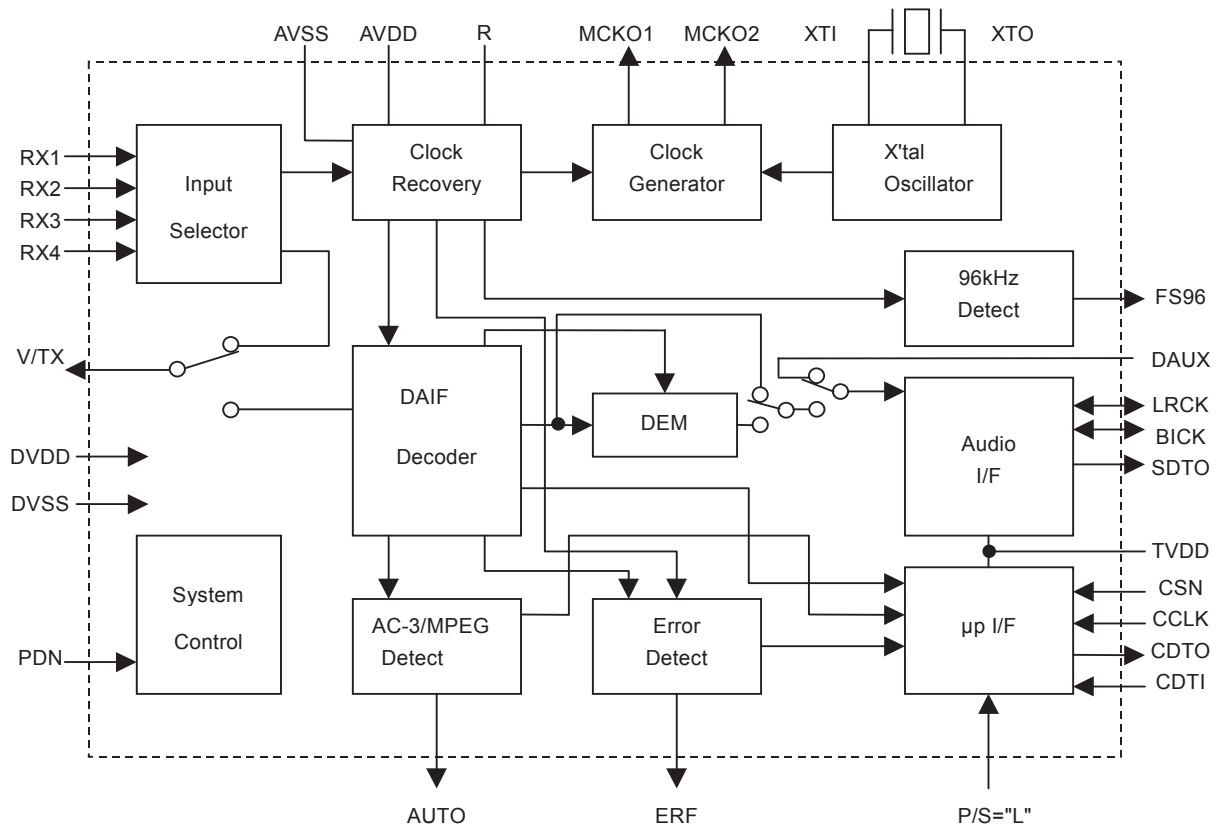 AVSS
AVDD
R
MCKO1
MCKO2
XTI
XTO
RX1
RX2
RX3
RX4
Input
Selector
Clock
Recovery
Clock
Generator
X'tal
Oscillator
96kHz
Detect
FS96
V/TX
DAUX
DAIF
Decoder
DEM
Audio
I/F
LRCK
BICK
SDTO
DVDD
DVSS
TVDD
System
Control
PDN
AC-3/MPEG
Detect
Error
Detect
µp I/F
CSN
CCLK
CDTO
CDTI
AUTO
ERF
P/S="L"